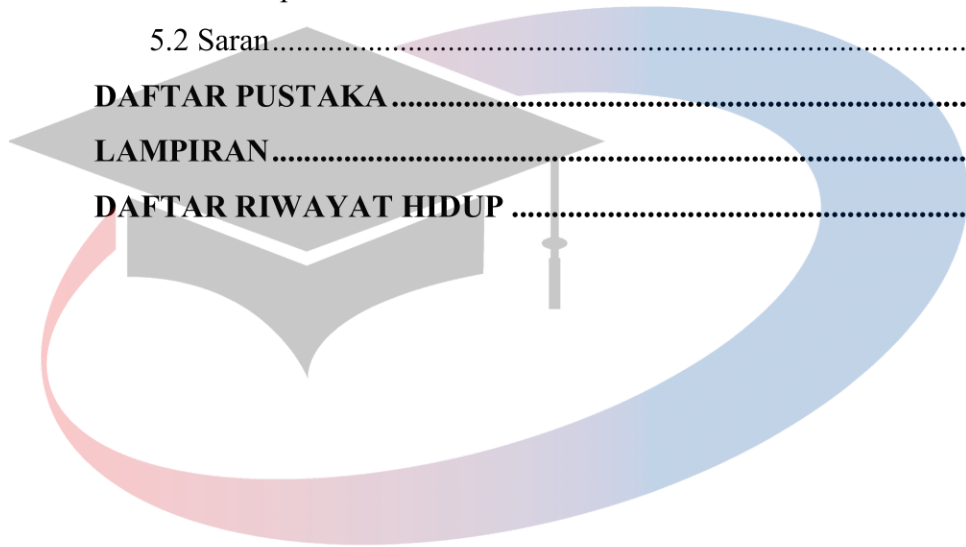 5.2 Saran............................................................................................
DAFTAR PUSTAKA..........................................................................
LAMPIRAN.........................................................................................
DAFTAR RIWAYAT HIDUP ...........................................................